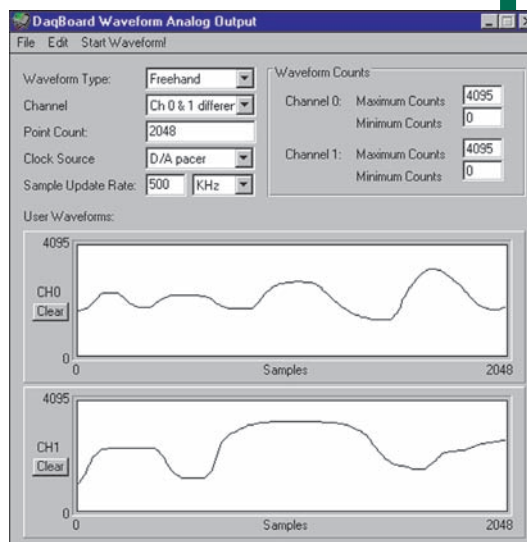 DaqBoard Waveform Analog Output
File Edit Start Waveform!
Waveform Type: Freehand
Channel Ch 0 & 1 differer
Point Count: 2048
Clock Source D/A pacer
Sample Update Rate: 500 KHz
Waveform Counts
Channel 0: Maximum Counts 4095
Minimum Counts 0
Channel 1: Maximum Counts 4095
Minimum Counts 0
User Waveforms:
4095
CH0
Clear
0
0 Samples 2048
4095
CH1
Clear
0
0 Samples 2048